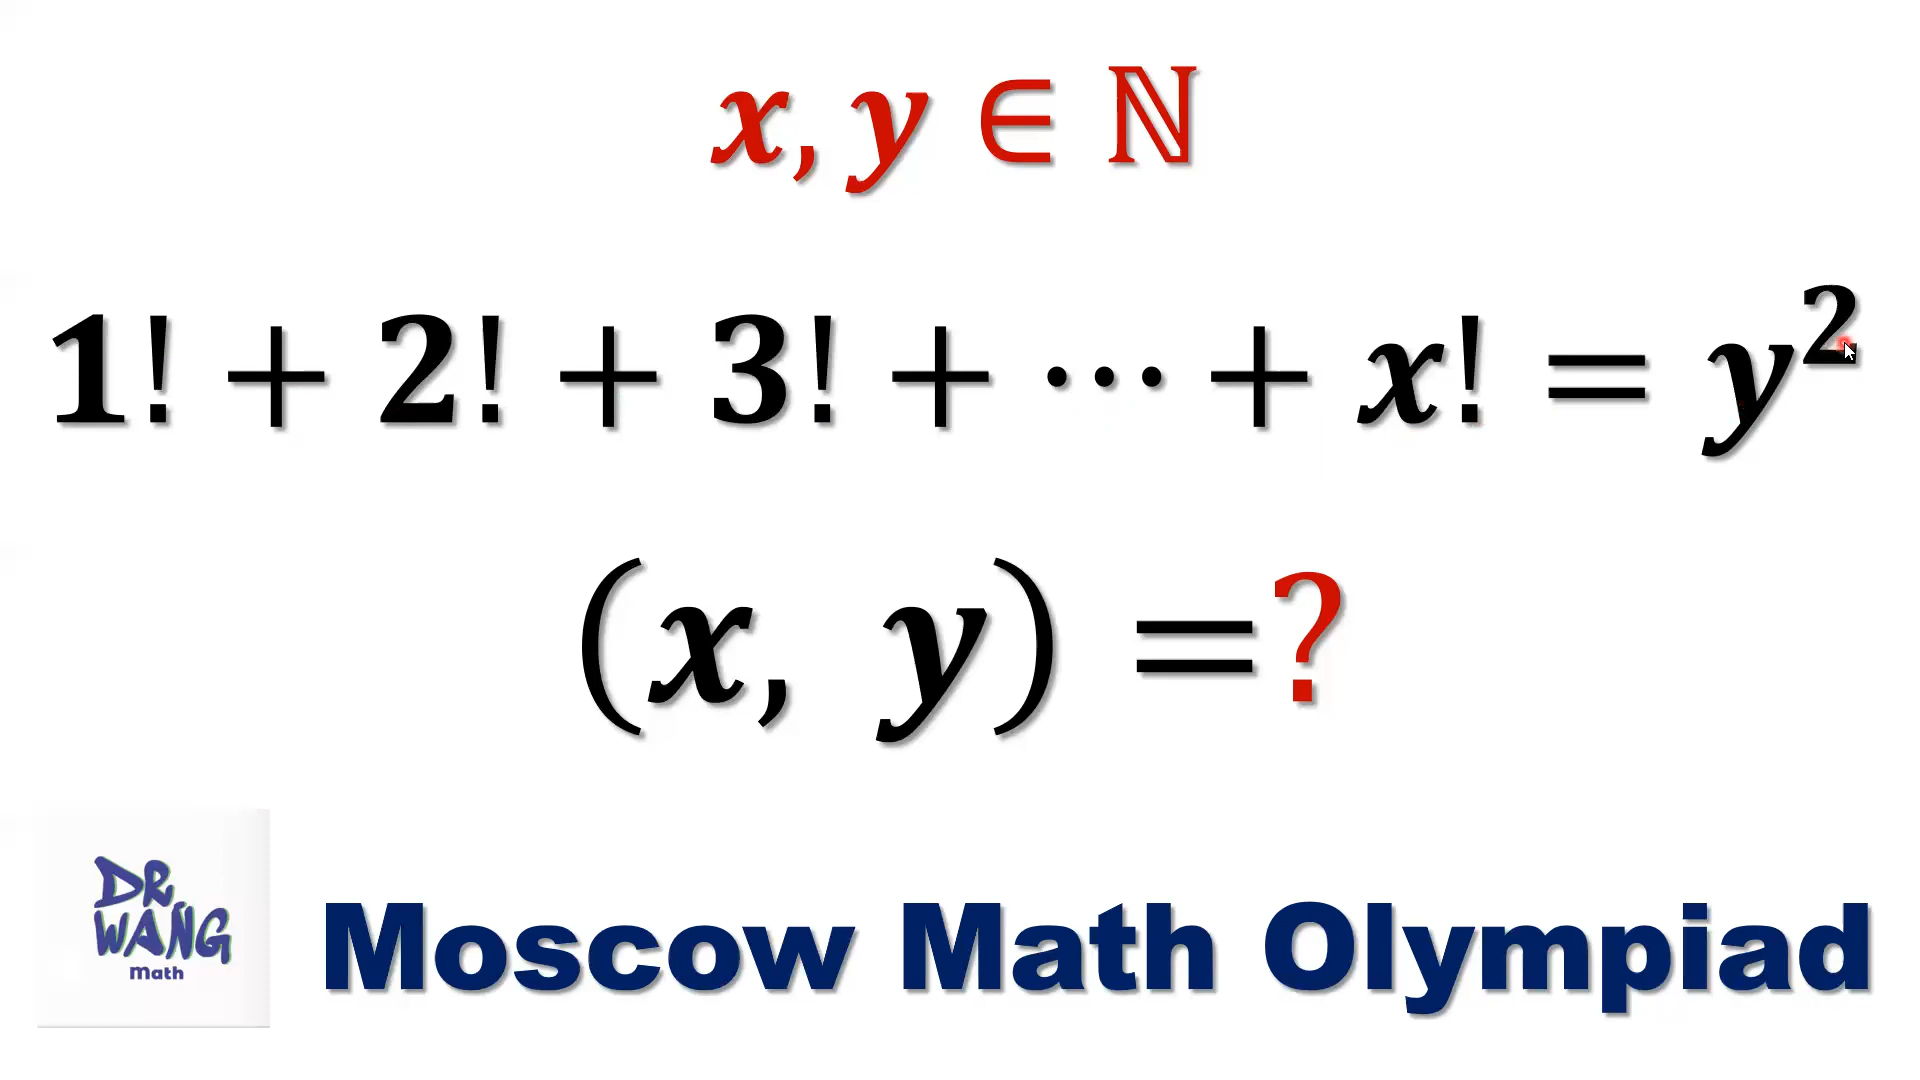 x, y ∈ ℕ
1! + 2! + 3! + ⋯ + x! = y²
(x, y) =?
DR
WANG
Math
Moscow Math Olympiad